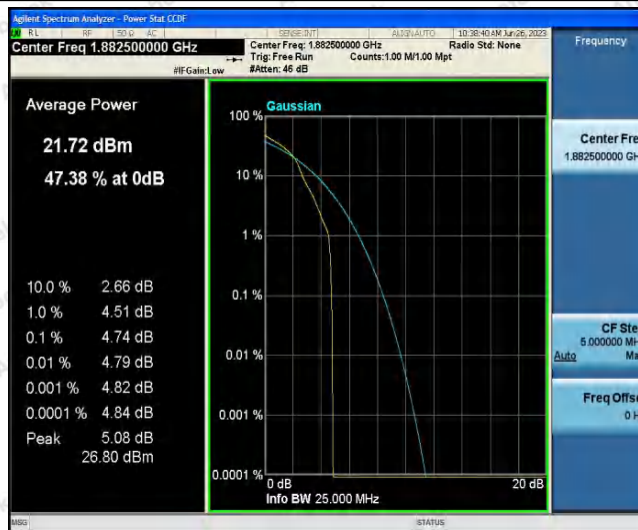 Agilent Spectrum Analyzer - Power Stat CCDF
RL RF 50 Ω AC SENSE:INT ALIGN AUTO 10:38:40 AM Jun 26, 2023
Center Freq 1.882500000 GHz
Center Freq: 1.882500000 GHz Radio Std: None
Trig: Free Run Counts:1.00 M/1.00 Mpt
#IFGain:Low #Atten: 46 dB
Frequency
Average Power
21.72 dBm
47.38 % at 0dB
10.0 % 2.66 dB
1.0 % 4.51 dB
0.1 % 4.74 dB
0.01 % 4.79 dB
0.001 % 4.82 dB
0.0001 % 4.84 dB
Peak 5.08 dB
26.80 dBm
Gaussian
100 %
10 %
1 %
0.1 %
0.01 %
0.001 %
0.0001 %
0 dB 20 dB
Info BW 25.000 MHz
Center Fre
1.882500000 GH
CF Ste
5.000000 MH
Auto Ma
Freq Offs
0 H
MSG STATUS